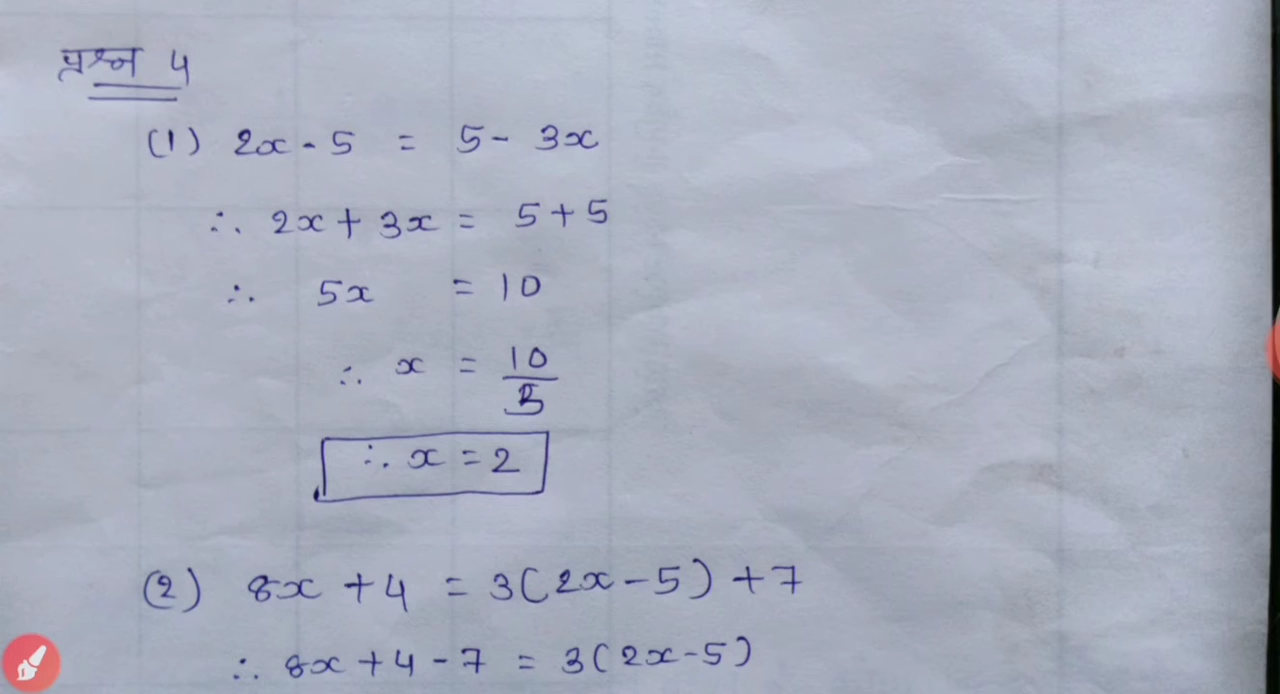 प्रश्न 4
(1) 2x - 5 = 5 - 3x
∴ 2x + 3x = 5 + 5
∴ 5x = 10
∴ x = 10/5
∴ x = 2
(2) 8x + 4 = 3(2x - 5) + 7
∴ 8x + 4 - 7 = 3(2x - 5)